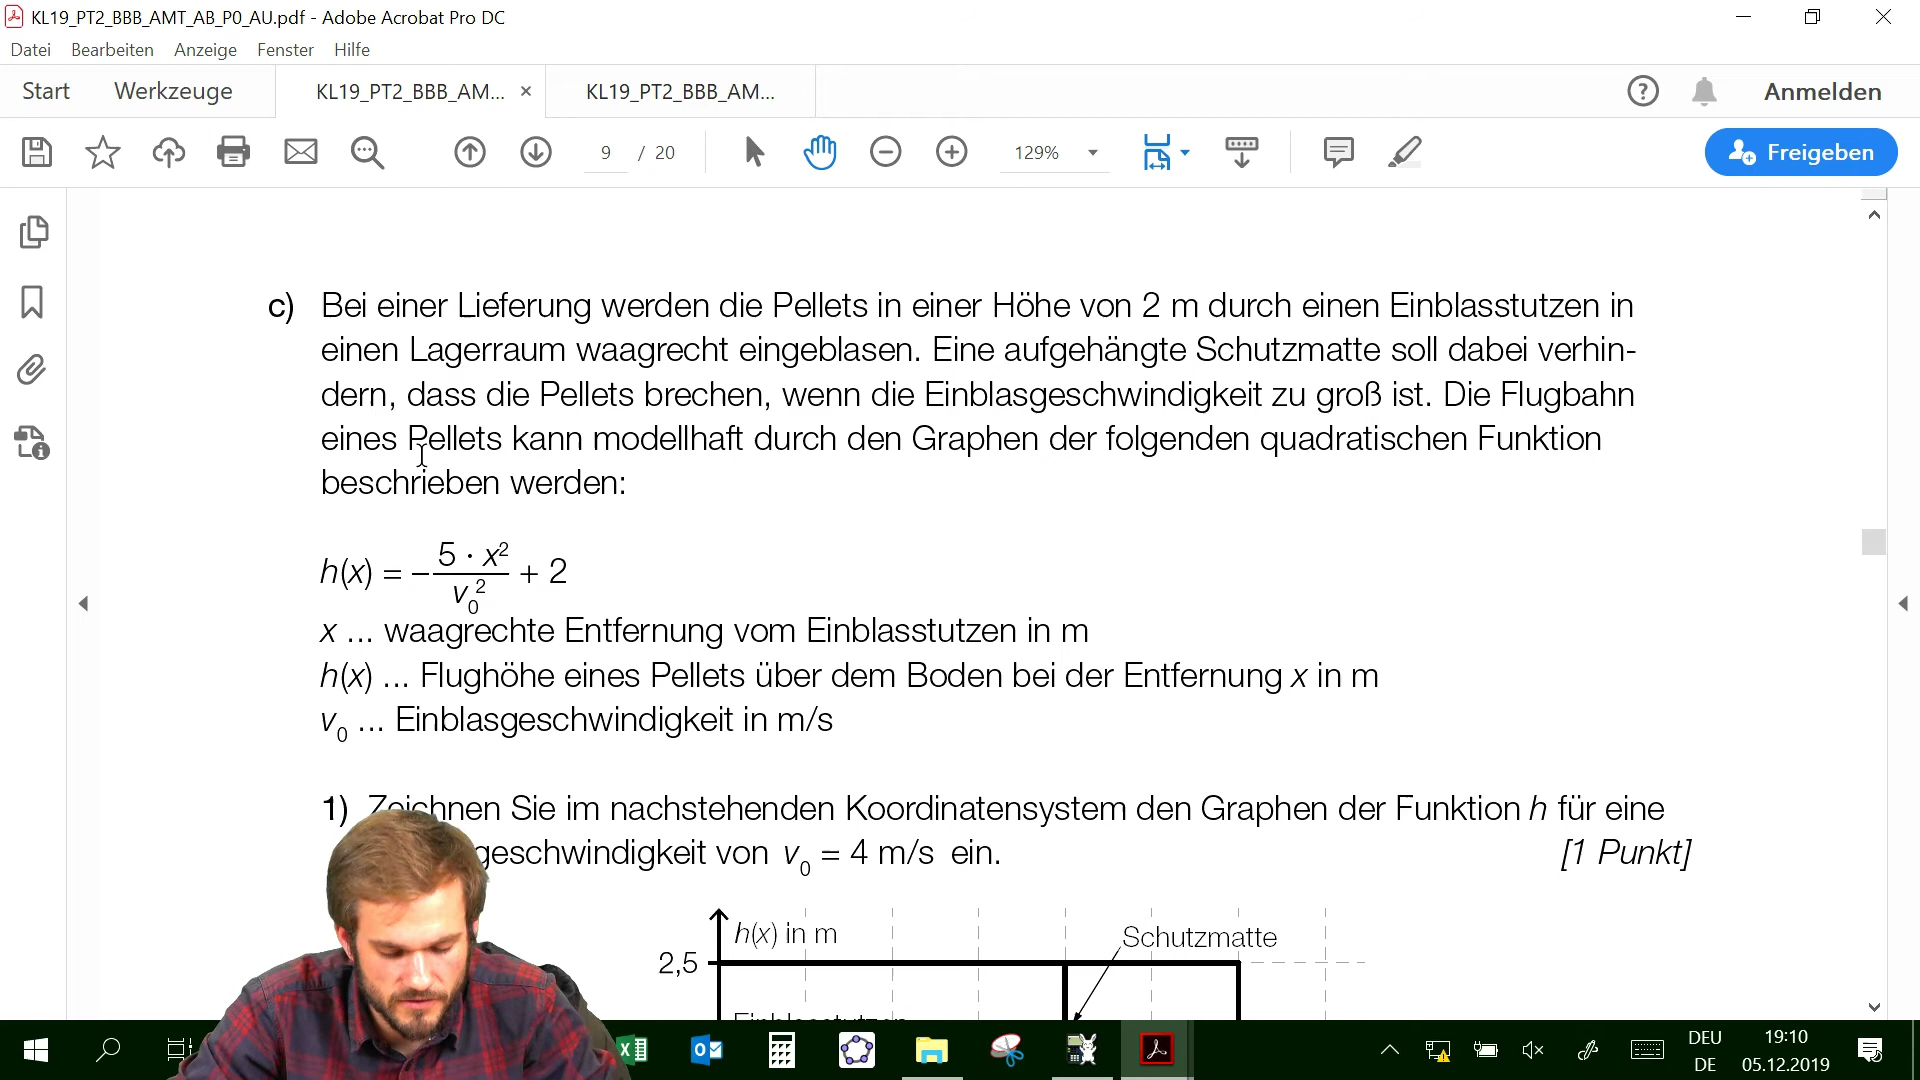 KL19_PT2_BBB_AMT_AB_P0_AU.pdf - Adobe Acrobat Pro DC
Datei Bearbeiten Anzeige Fenster Hilfe
Start Werkzeuge KL19_PT2_BBB_AM... × KL19_PT2_BBB_AM... Anmelden
9 / 20 129% Freigeben
c) Bei einer Lieferung werden die Pellets in einer Höhe von 2 m durch einen Einblasstutzen in
einen Lagerraum waagrecht eingeblasen. Eine aufgehängte Schutzmatte soll dabei verhin-
dern, dass die Pellets brechen, wenn die Einblasgeschwindigkeit zu groß ist. Die Flugbahn
eines Pellets kann modellhaft durch den Graphen der folgenden quadratischen Funktion
beschrieben werden:
h(x) = −(5 · x²)/(v₀²) + 2
x ... waagrechte Entfernung vom Einblasstutzen in m
h(x) ... Flughöhe eines Pellets über dem Boden bei der Entfernung x in m
v₀ ... Einblasgeschwindigkeit in m/s
1) Zeichnen Sie im nachstehenden Koordinatensystem den Graphen der Funktion h für eine
geschwindigkeit von v₀ = 4 m/s ein. [1 Punkt]
h(x) in m
Schutzmatte
2,5
DEU 19:10
DE 05.12.2019